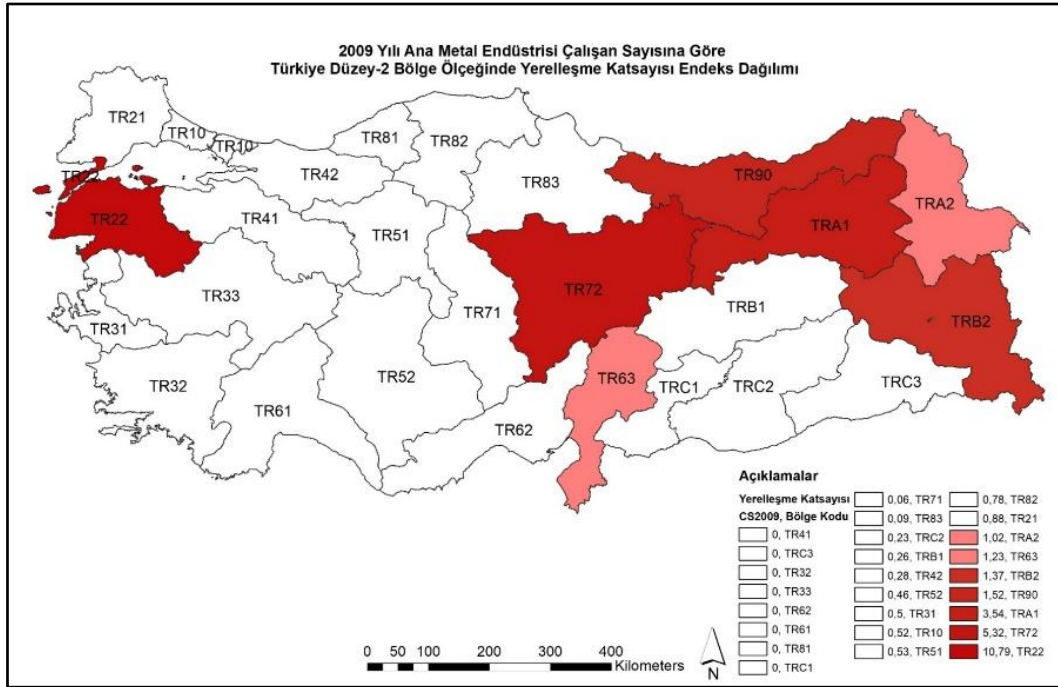 2009 Yılı Ana Metal Endüstrisi Çalışan Sayısına Göre
Türkiye Düzey-2 Bölge Ölçeğinde Yerelleşme Katsayısı Endeks Dağılımı
TR21
TR10
TR10
TR81
TR82
TR42
TR83
TR90
TRA2
TRA1
TR22
TR22
TR41
TR51
TR72
TR33
TR71
TRB1
TRB2
TR31
TR52
TR63
TRC1
TRC2
TRC3
TR32
TR61
TR62
Açıklamalar
Yerelleşme Katsayısı
CS2009, Bölge Kodu
0, TR41
0, TRC3
0, TR32
0, TR33
0, TR62
0, TR61
0, TR81
0, TRC1
0,06, TR71
0,09, TR83
0,23, TRC2
0,26, TRB1
0,28, TR42
0,46, TR52
0,5, TR31
0,52, TR10
0,53, TR51
0,78, TR82
0,88, TR21
1,02, TRA2
1,23, TR63
1,37, TRB2
1,52, TR90
3,54, TRA1
5,32, TR72
10,79, TR22
0 50 100 200 300 400
Kilometers
N